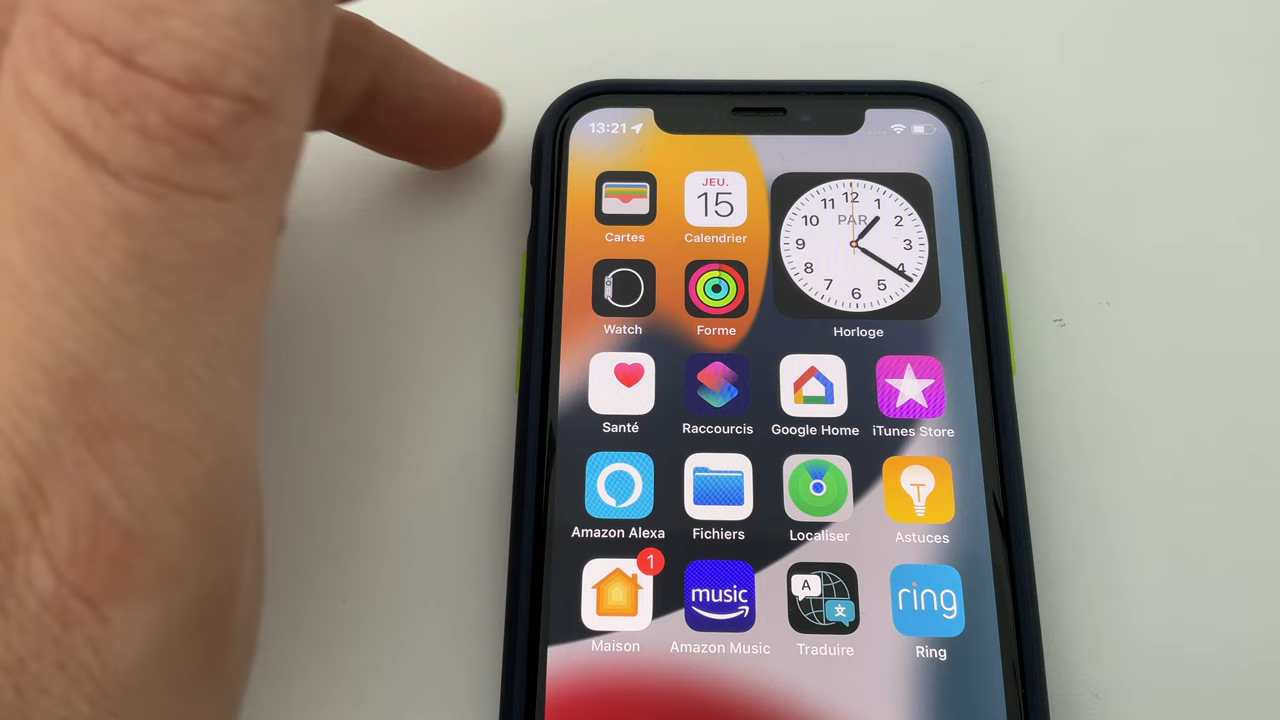 13:21
JEU.
15
Cartes
Calendrier
12
11
1
10
PAR
2
9
3
8
4
7
5
6
Watch
Forme
Horloge
Santé
Raccourcis
Google Home
iTunes Store
Amazon Alexa
Fichiers
Localiser
Astuces
1
music
A
文
ring
Maison
Amazon Music
Traduire
Ring